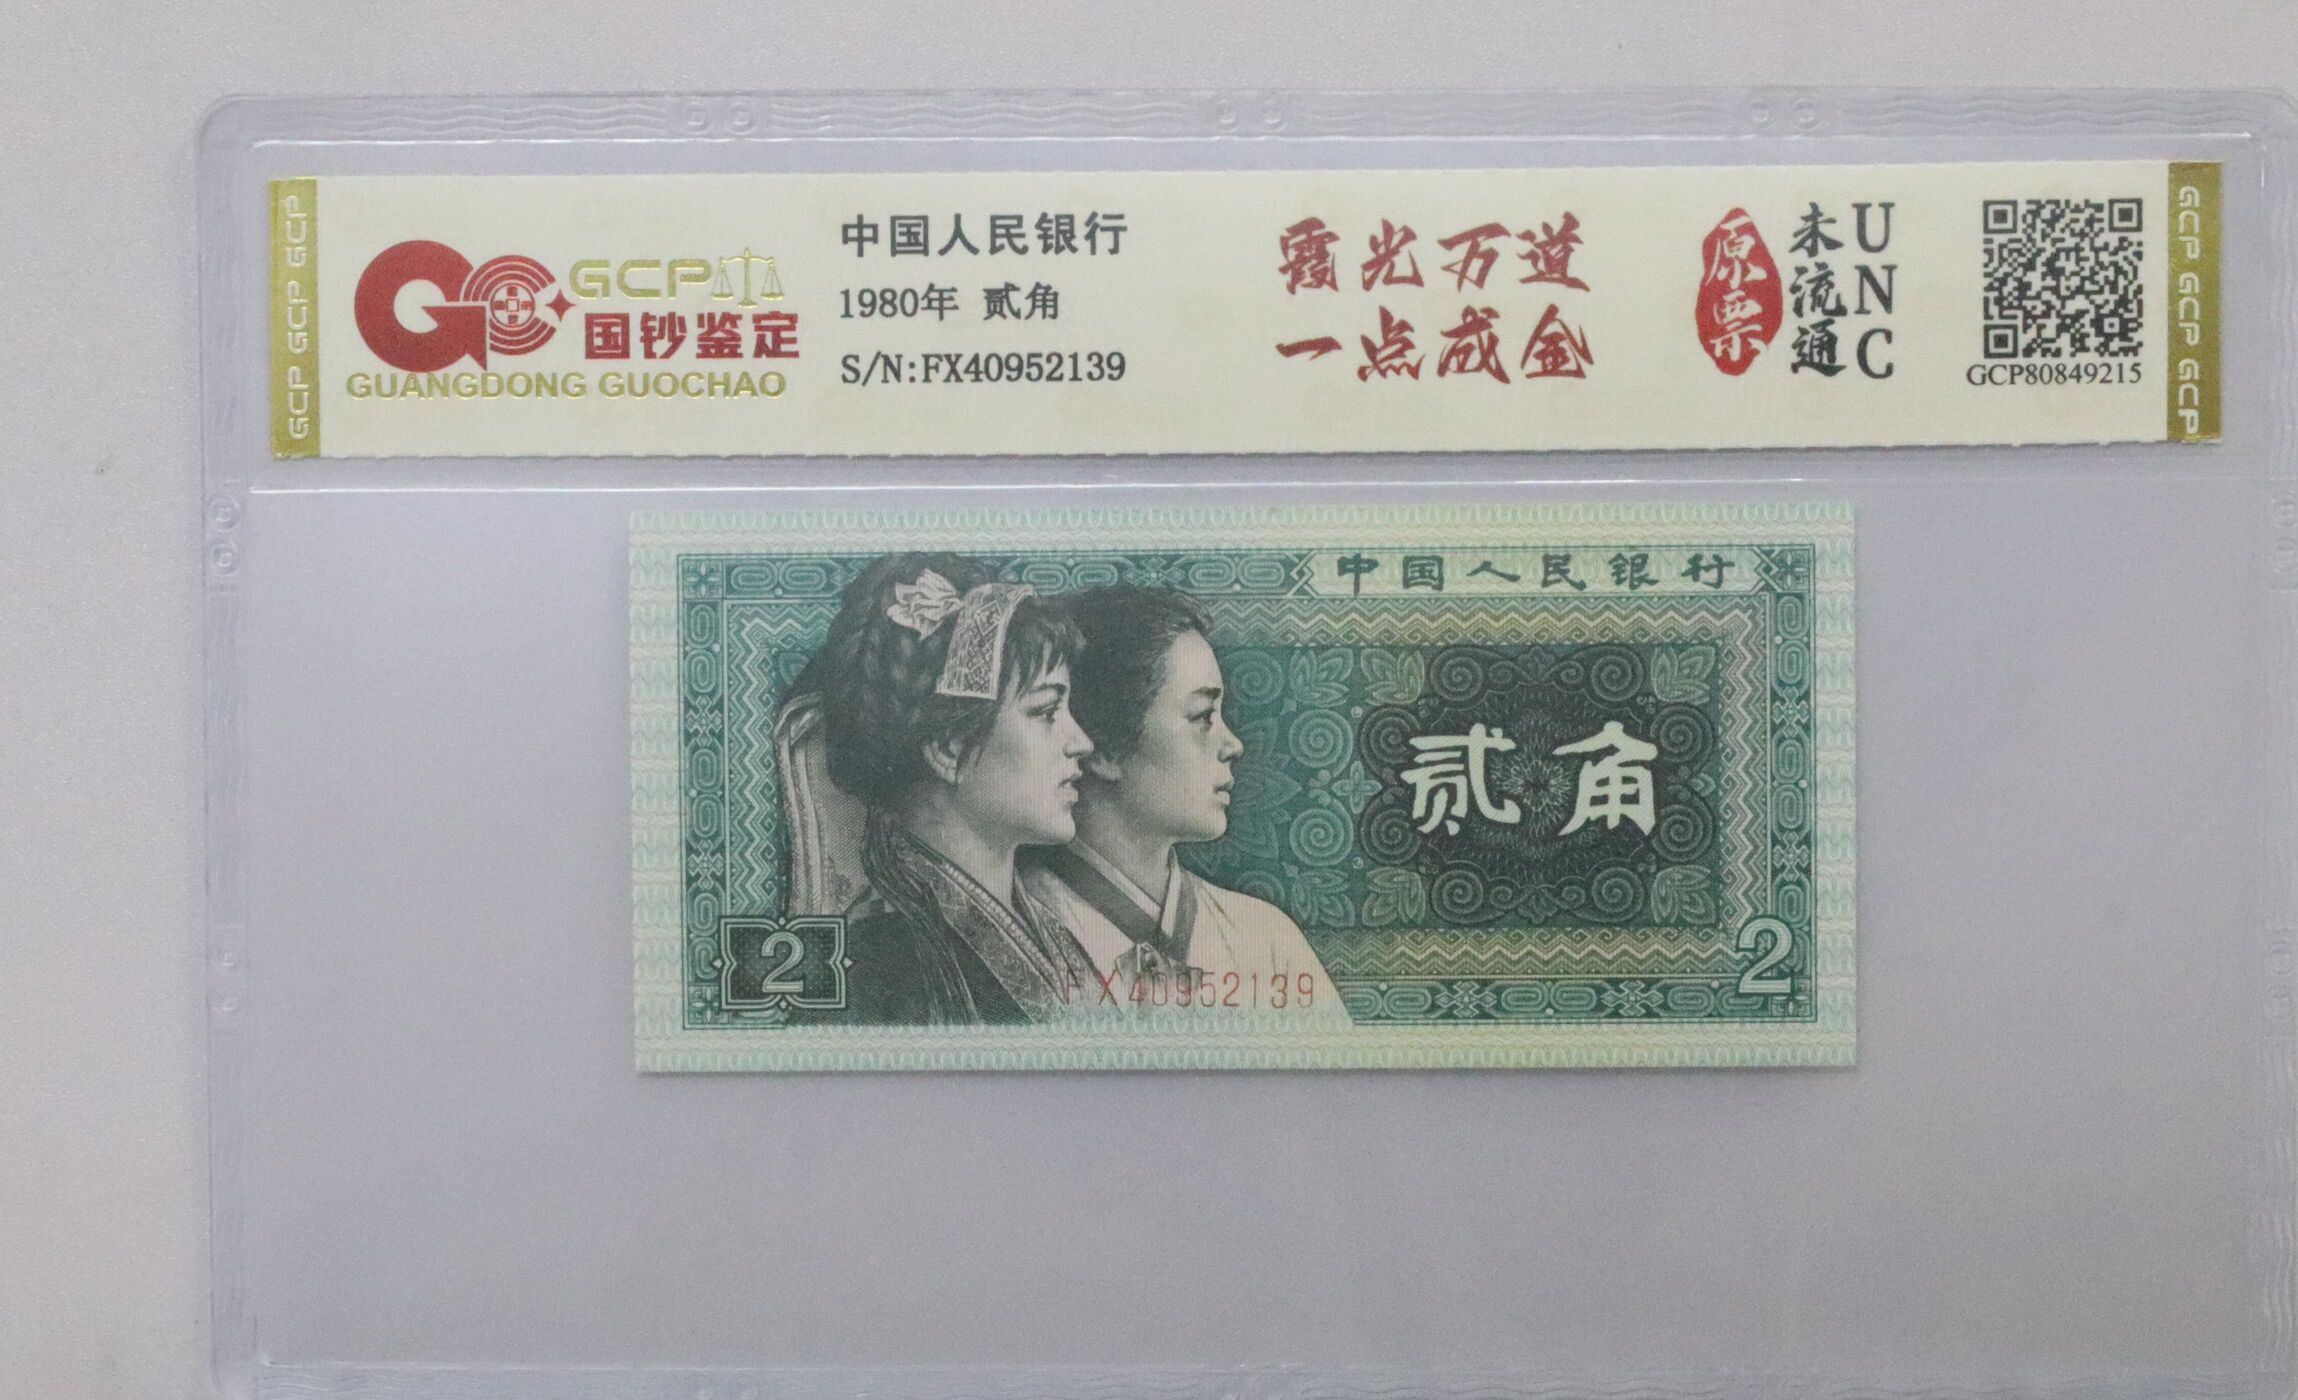 GCP GCP GCP
GCP
国钞鉴定
GUANGDONG GUOCHAO
中国人民银行
1980年 贰角
S/N:FX40952139
霞光万道
一点成金
原票
未流通
UNC
GCP80849215
GCP GCP GCP
中国人民银行
贰角
2
2
FX40952139